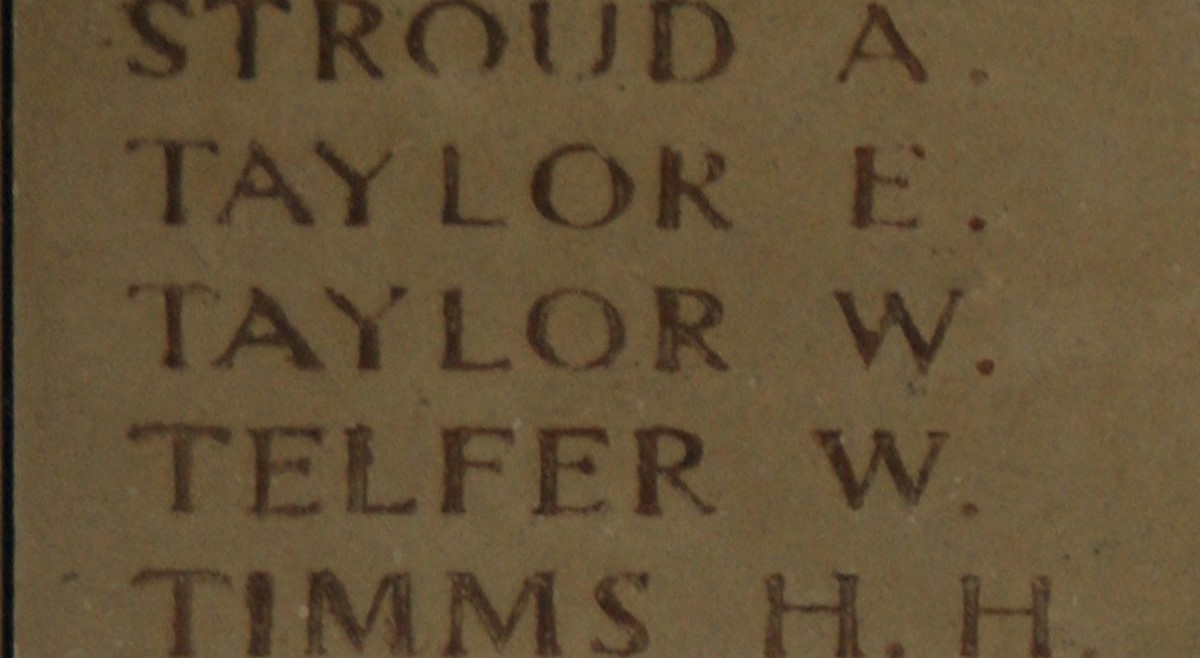 STROUD A.
TAYLOR E.
TAYLOR W.
TELFER W.
TIMMS H.H.